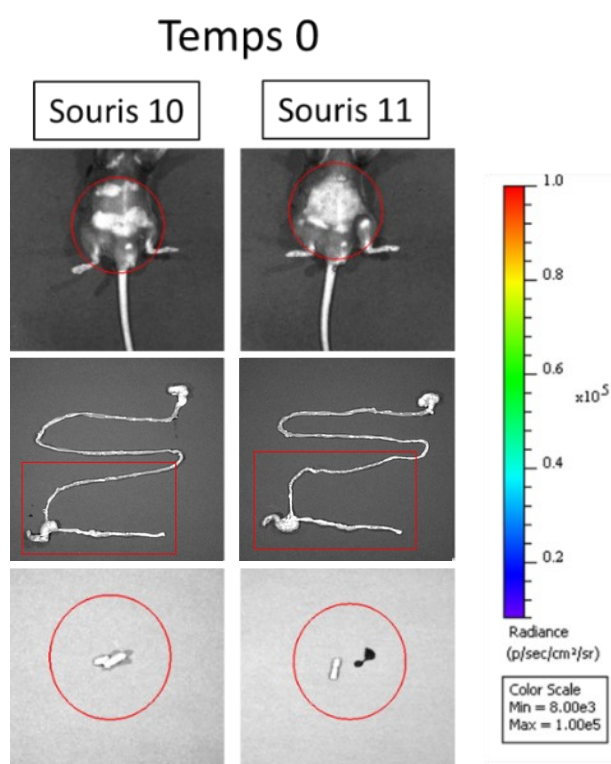 Temps 0
Souris 10
Souris 11
1.0
0.8
0.6
x10⁵
0.4
0.2
Radiance
(p/sec/cm²/sr)
Color Scale
Min = 8.00e3
Max = 1.00e5